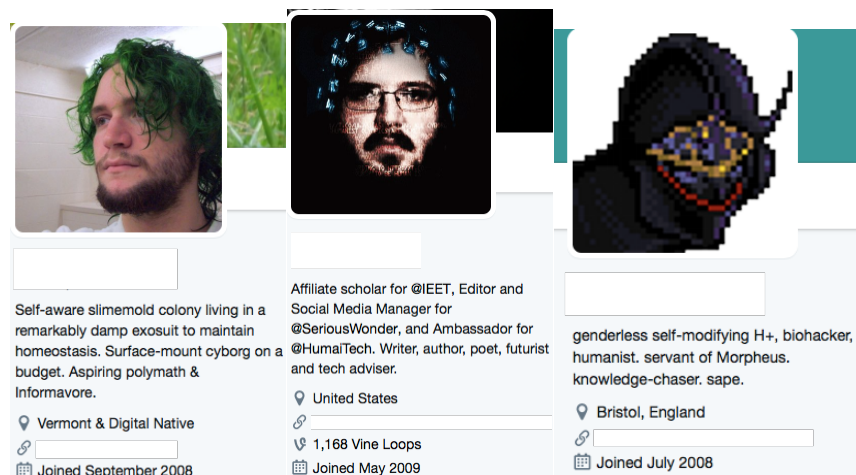 Self-aware slimemold colony living in a
remarkably damp exosuit to maintain
homeostasis. Surface-mount cyborg on a
budget. Aspiring polymath &
Informavore.
Vermont & Digital Native
Joined September 2008
Affiliate scholar for @IEET, Editor and
Social Media Manager for
@SeriousWonder, and Ambassador for
@HumaiTech. Writer, author, poet, futurist
and tech adviser.
United States
1,168 Vine Loops
Joined May 2009
genderless self-modifying H+, biohacker,
humanist. servant of Morpheus.
knowledge-chaser. sape.
Bristol, England
Joined July 2008